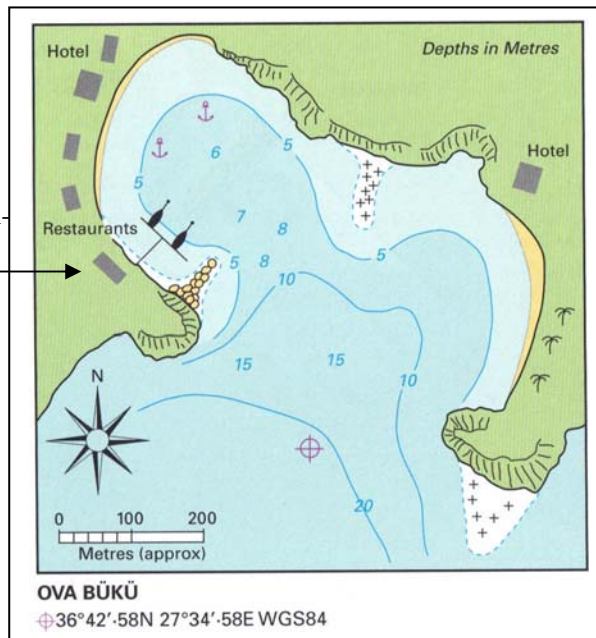 Hotel
Depths in Metres
5
Hotel
6
5
7
Restaurants
8
5
5
8
10
15
15
10
N
20
0 100 200
Metres (approx)
OVA BÜKÜ
36°42'·58N 27°34'·58E WGS84